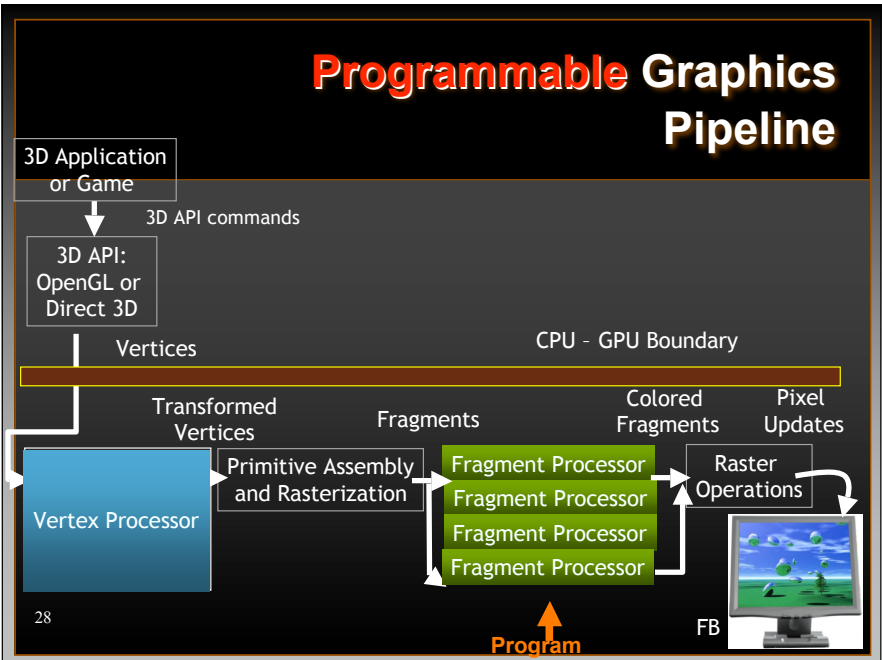 Programmable Graphics
Pipeline
3D Application
or Game
3D API commands
3D API:
OpenGL or
Direct 3D
Vertices
CPU – GPU Boundary
Transformed
Vertices
Fragments
Colored
Fragments
Pixel
Updates
Vertex Processor
Primitive Assembly
and Rasterization
Fragment Processor
Fragment Processor
Fragment Processor
Fragment Processor
Raster
Operations
28
Program
FB